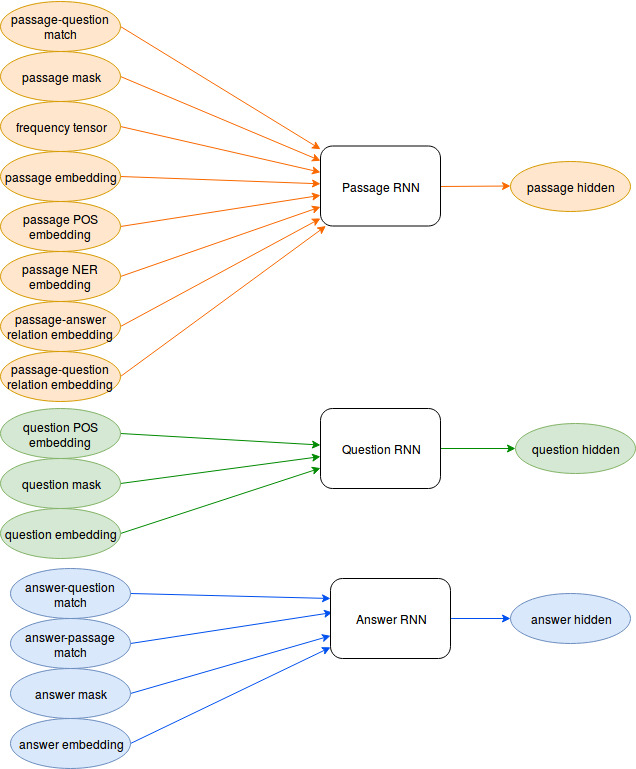 passage-question
match
passage mask
frequency tensor
passage embedding
passage POS
embedding
passage NER
embedding
passage-answer
relation embedding
passage-question
relation embedding
Passage RNN
passage hidden
question POS
embedding
question mask
question embedding
Question RNN
question hidden
answer-question
match
answer-passage
match
answer mask
answer embedding
Answer RNN
answer hidden